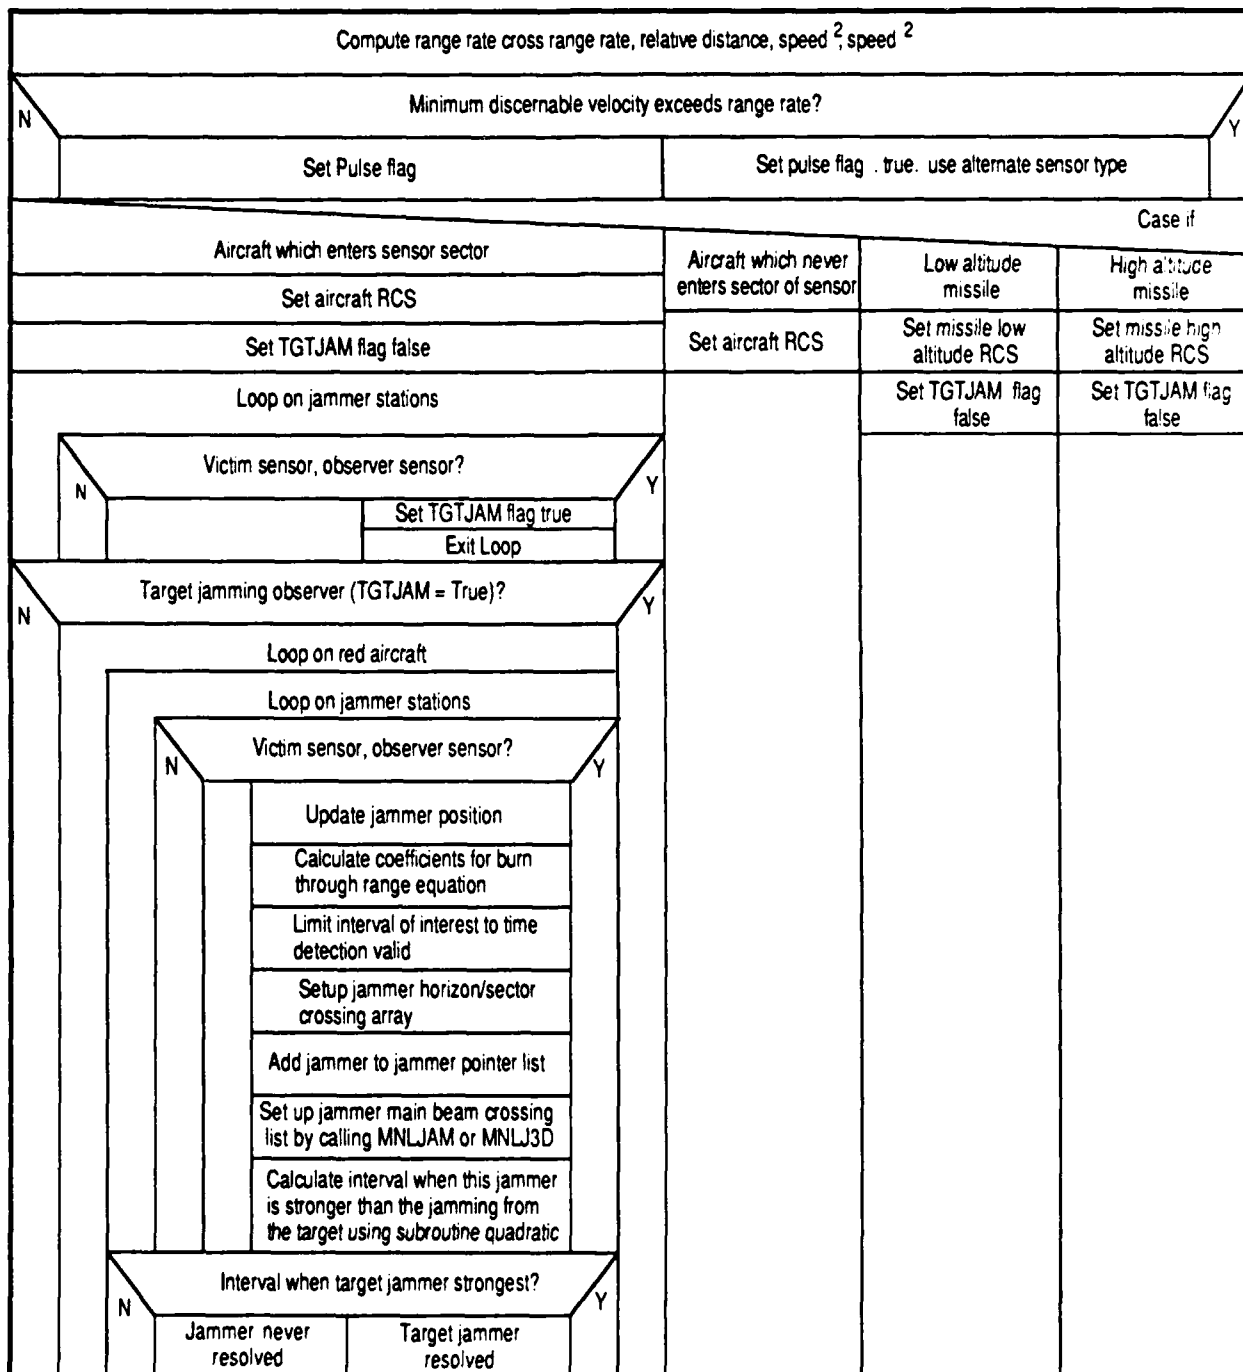 Compute range rate cross range rate, relative distance, speed 2, speed 2
Minimum discernable velocity exceeds range rate?
N
Y
Set Pulse flag
Set pulse flag . true. use alternate sensor type
Case if
Aircraft which enters sensor sector
Aircraft which never
enters sector of sensor
Low altitude
missile
High altitude
missile
Set aircraft RCS
Set TGTJAM flag false
Set aircraft RCS
Set missile low
altitude RCS
Set missile high
altitude RCS
Loop on jammer stations
Set TGTJAM flag
false
Set TGTJAM flag
false
Victim sensor, observer sensor?
N
Y
Set TGTJAM flag true
Exit Loop
Target jamming observer (TGTJAM = True)?
N
Y
Loop on red aircraft
Loop on jammer stations
Victim sensor, observer sensor?
N
Y
Update jammer position
Calculate coefficients for burn
through range equation
Limit interval of interest to time
detection valid
Setup jammer horizon/sector
crossing array
Add jammer to jammer pointer list
Set up jammer main beam crossing
list by calling MNLJAM or MNLJ3D
Calculate interval when this jammer
is stronger than the jamming from
the target using subroutine quadratic
Interval when target jammer strongest?
N
Y
Jammer never
resolved
Target jammer
resolved